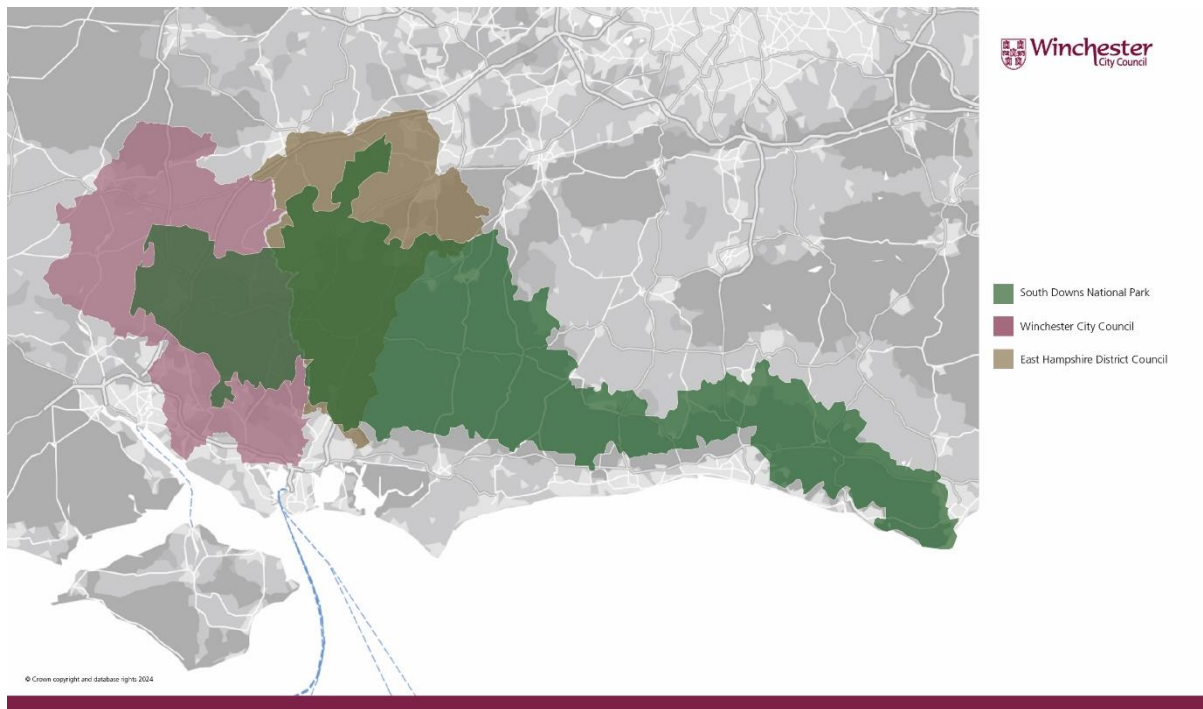 Winchester
City Council
South Downs National Park
Winchester City Council
East Hampshire District Council
© Crown copyright and database rights 2024